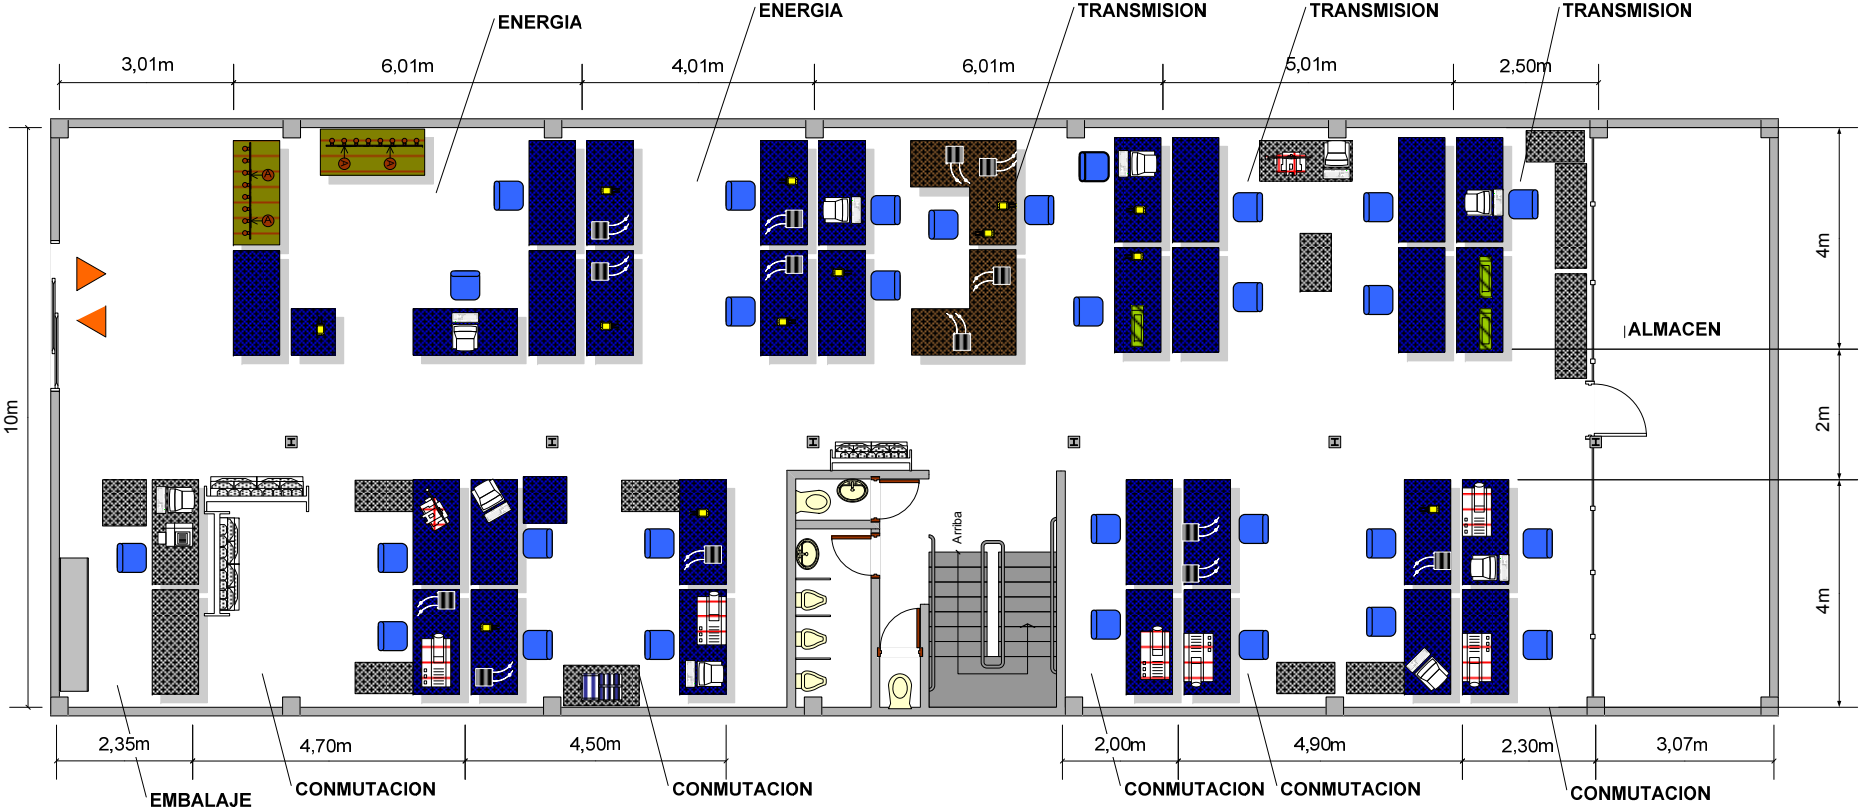 ENERGIA
ENERGIA
TRANSMISION
TRANSMISION
TRANSMISION
3,01m
6,01m
4,01m
6,01m
5,01m
2,50m
A
A
A
A
4m
ALMACEN
10m
2m
Arriba
4m
2,35m
4,70m
4,50m
2,00m
4,90m
2,30m
3,07m
EMBALAJE
CONMUTACION
CONMUTACION
CONMUTACION
CONMUTACION
CONMUTACION